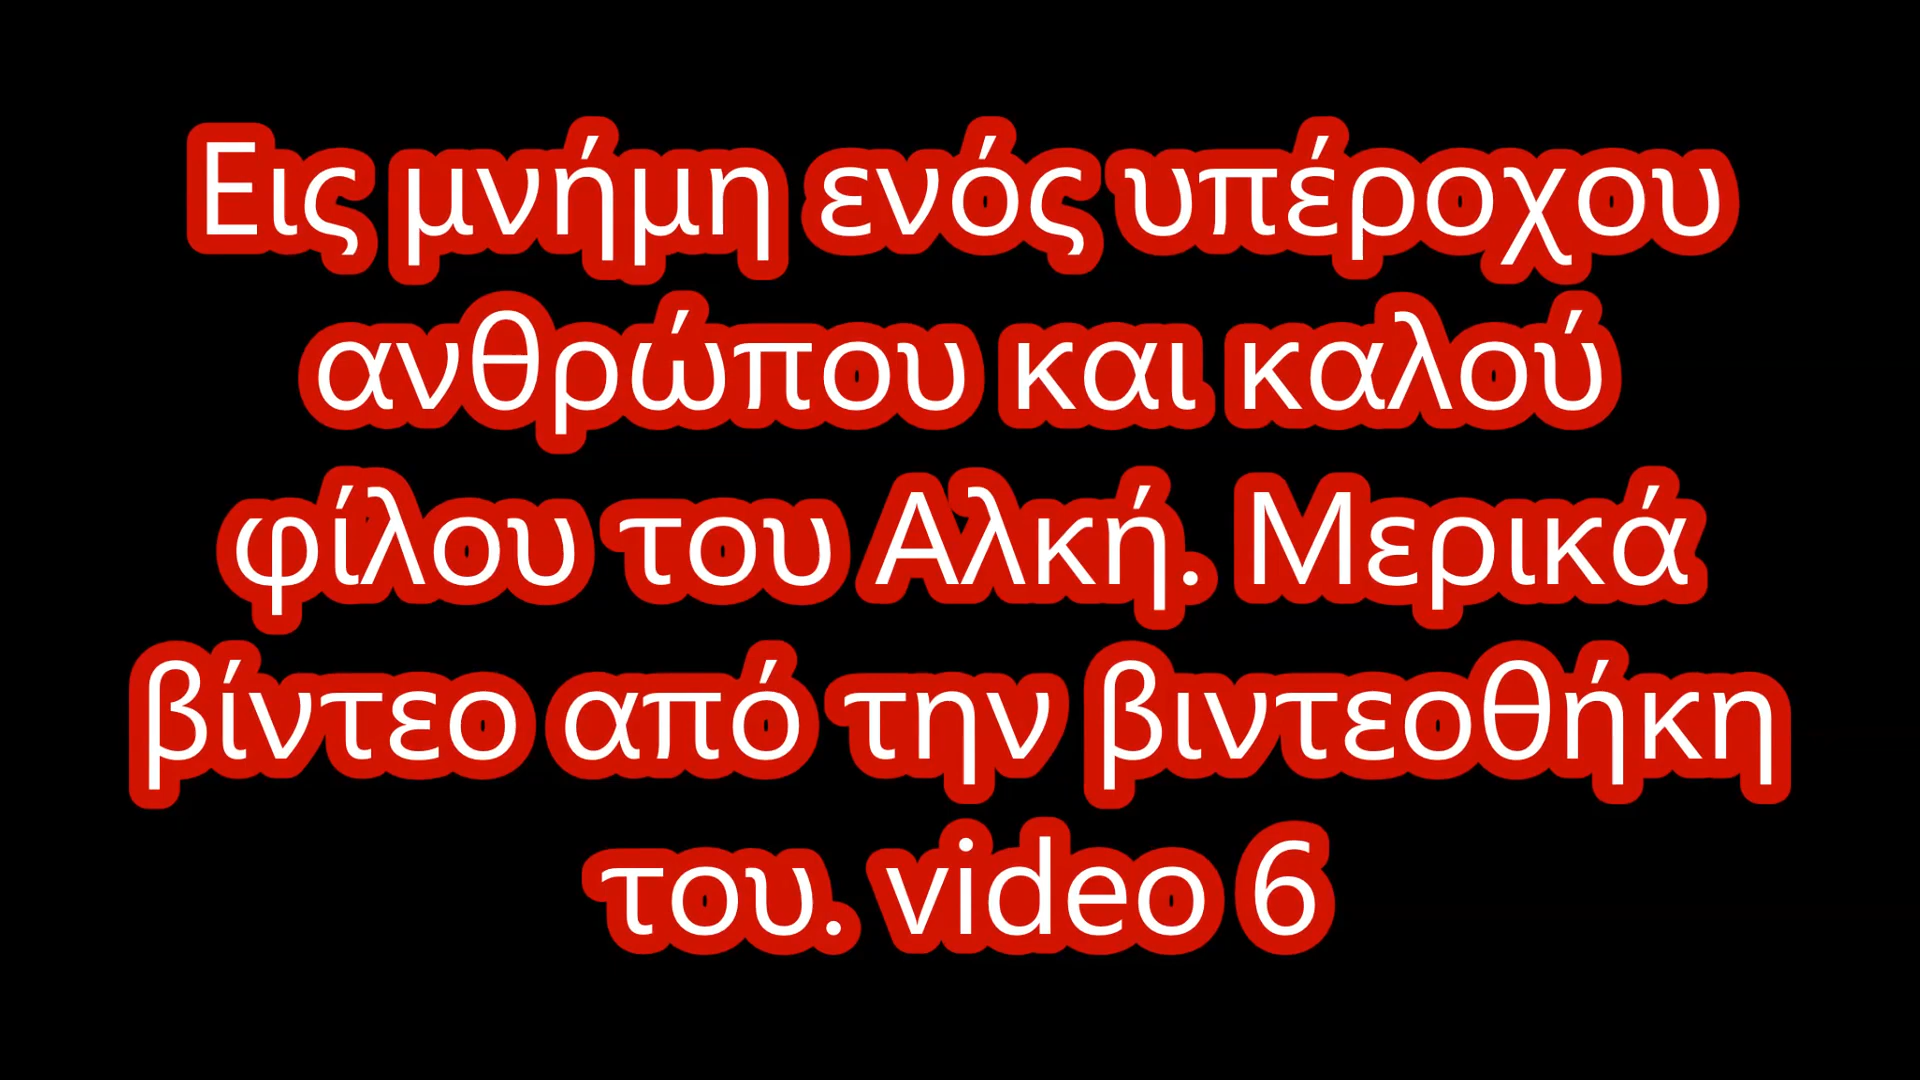 Εις μνήμη ενός υπέροχου
ανθρώπου και καλού
φίλου του Αλκή. Μερικά
βίντεο από την βιντεοθήκη
του. video 6